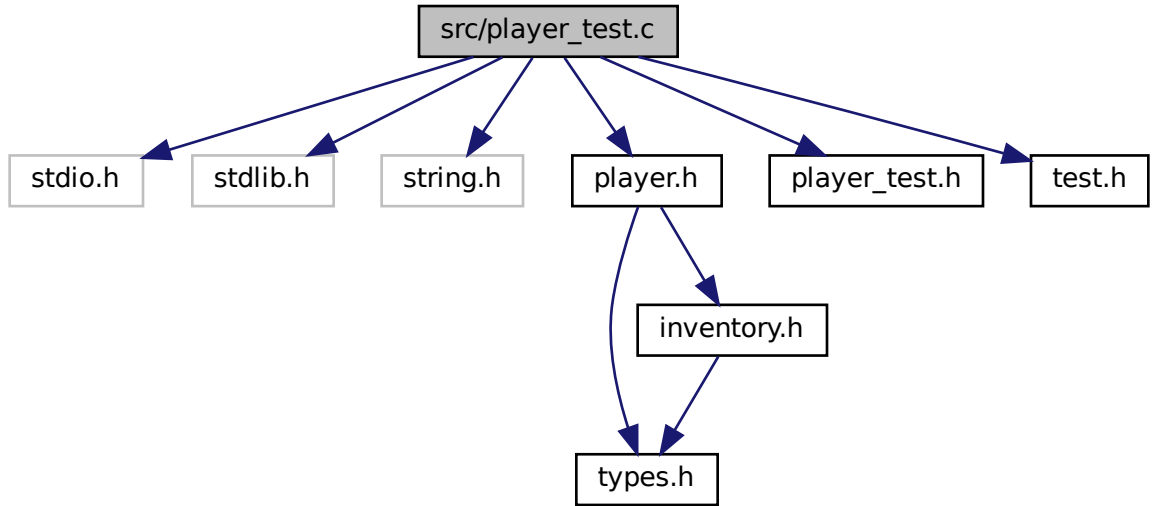 src/player_test.c
stdio.h
stdlib.h
string.h
player.h
player_test.h
test.h
inventory.h
types.h